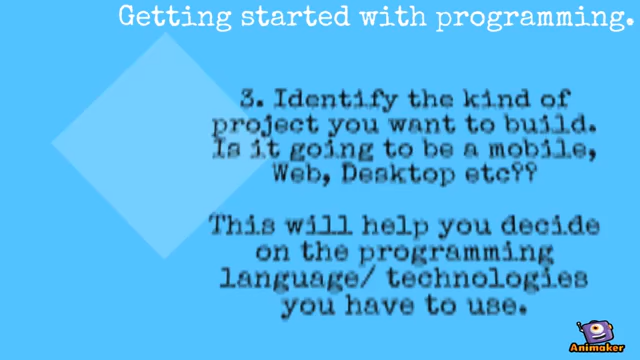 Getting started with programming.
3. Identify the kind of
project you want to build.
Is it going to be a mobile,
Web, Desktop etc??
This will help you decide
on the programming
language/ technologies
you have to use.
Animaker